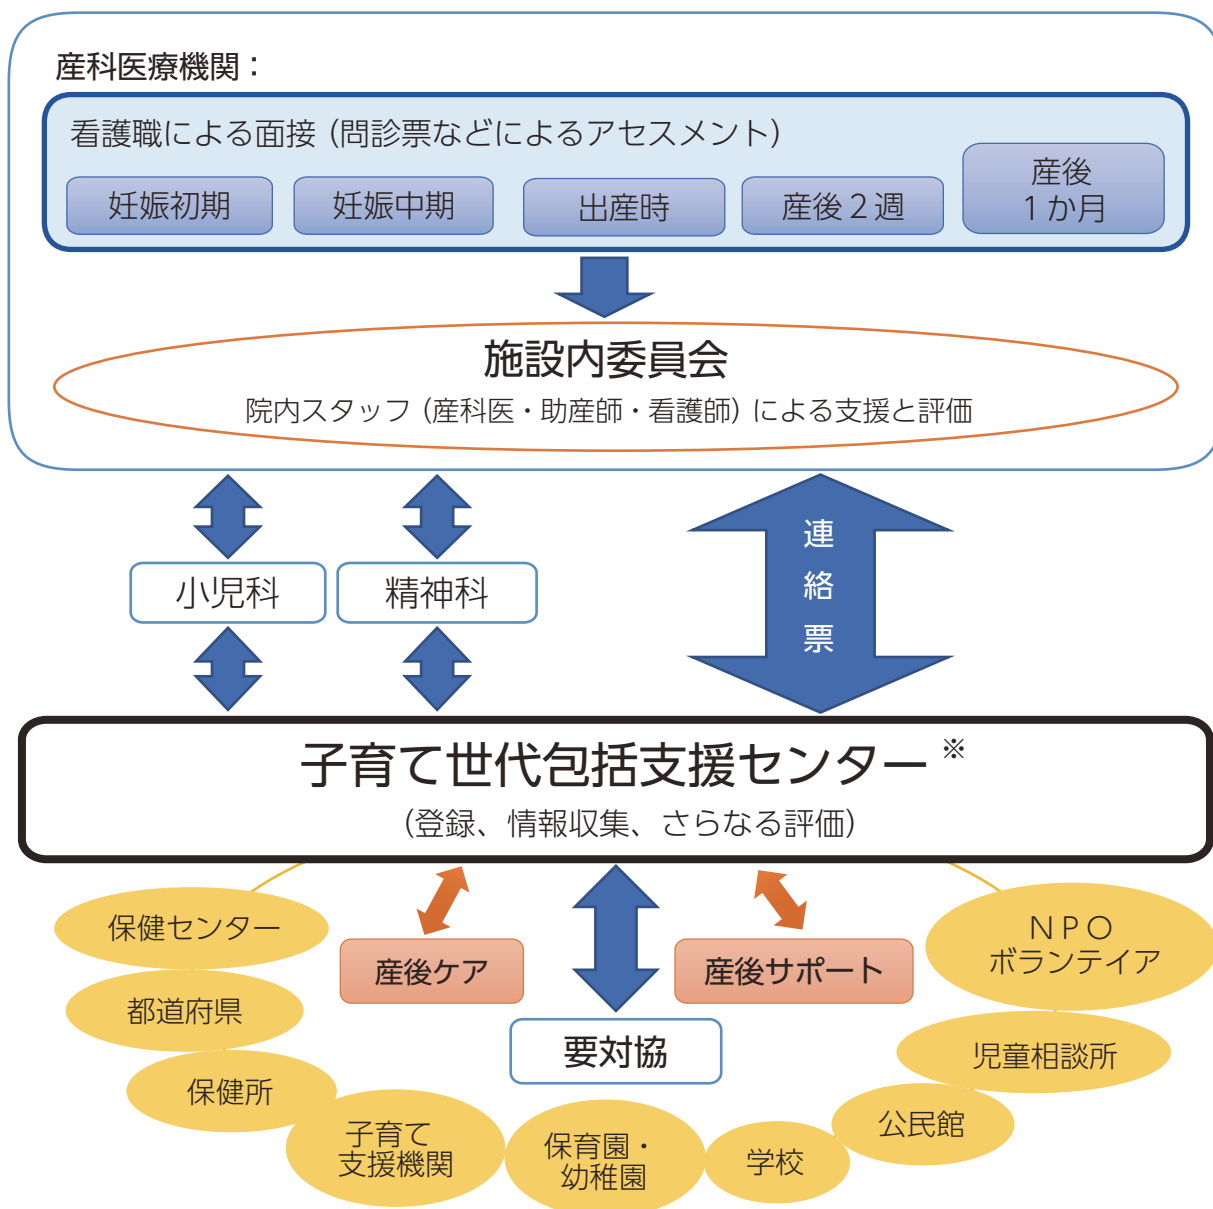 産科医療機関：
看護職による面接（問診票などによるアセスメント）
妊娠初期
妊娠中期
出産時
産後２週
産後
１か月
施設内委員会
院内スタッフ（産科医・助産師・看護師）による支援と評価
連絡票
小児科
精神科
子育て世代包括支援センター※
（登録、情報収集、さらなる評価）
保健センター
産後ケア
産後サポート
ＮＰＯ
ボランテイア
都道府県
要対協
児童相談所
保健所
子育て
支援機関
保育園・
幼稚園
学校
公民館